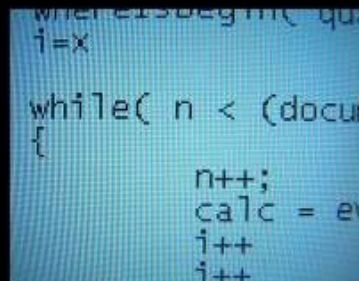 i=x
while( n < (docu
{
n++;
calc = ev
i++
i++